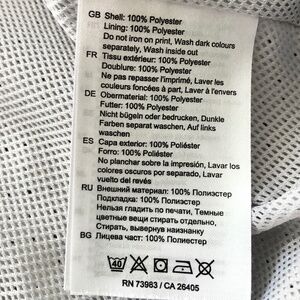 GB Shell: 100% Polyester
Lining: 100% Polyester
Do not iron on print, Wash dark colours
separately, Wash inside out
FR Tissu extérieur: 100% Polyester
Doublure: 100% Polyester
Ne pas repasser l'imprimé, Laver les
couleurs foncées à part, Laver à l'envers
DE Obermaterial: 100% Polyester
Futter: 100% Polyester
Nicht bügeln oder bedrucken, Dunkle
Farben separat waschen, Auf links
waschen
ES Capa exterior: 100% Poliéster
Forro: 100% Poliéster
No planchar sobre la impresión, Lavar los
colores oscuros por separado, Lavar
vuelto del revés
RU Внешний материал: 100% Полиэстер
Подкладка: 100% Полиэстер
Нельзя гладить по печати, Темные
цветные вещи стирать отдельно,
Стирать, вывернув наизнанку
BG Лицева част: 100% Полиестер
40
RN 73983 / CA 26405